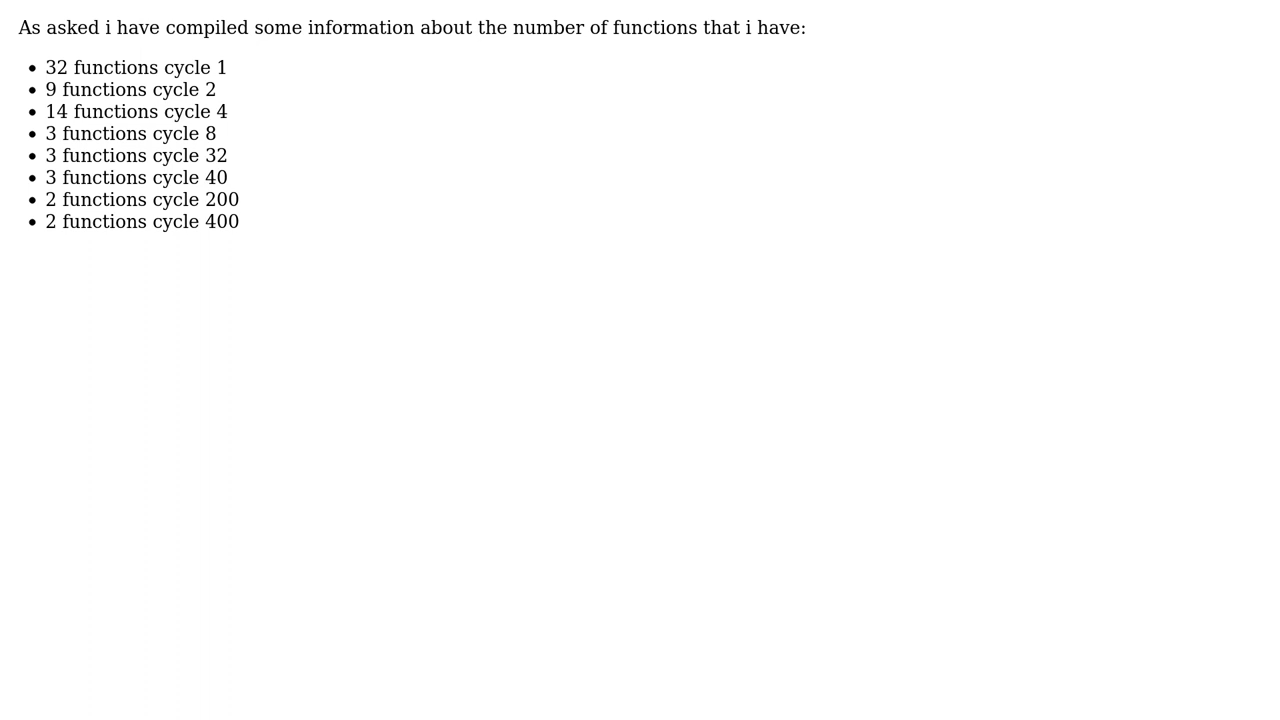 As asked i have compiled some information about the number of functions that i have:
• 32 functions cycle 1
• 9 functions cycle 2
• 14 functions cycle 4
• 3 functions cycle 8
• 3 functions cycle 32
• 3 functions cycle 40
• 2 functions cycle 200
• 2 functions cycle 400